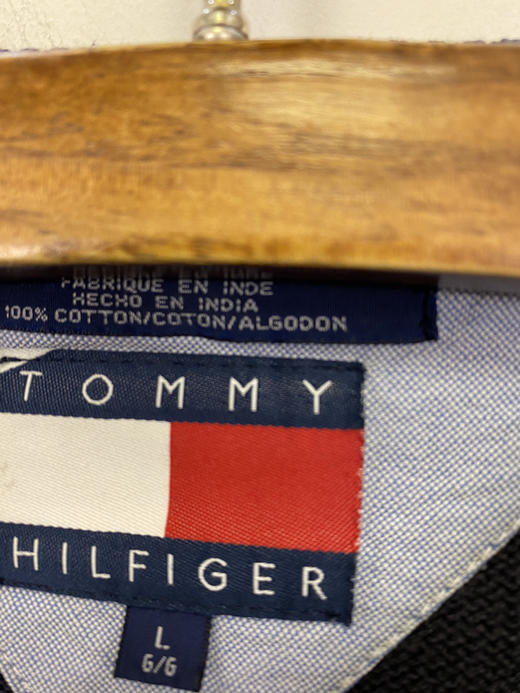 FABRIQUE EN INDE
HECHO EN INDIA
100% COTTON/COTON/ALGODON
TOMMY
HILFIGER
L
G/G